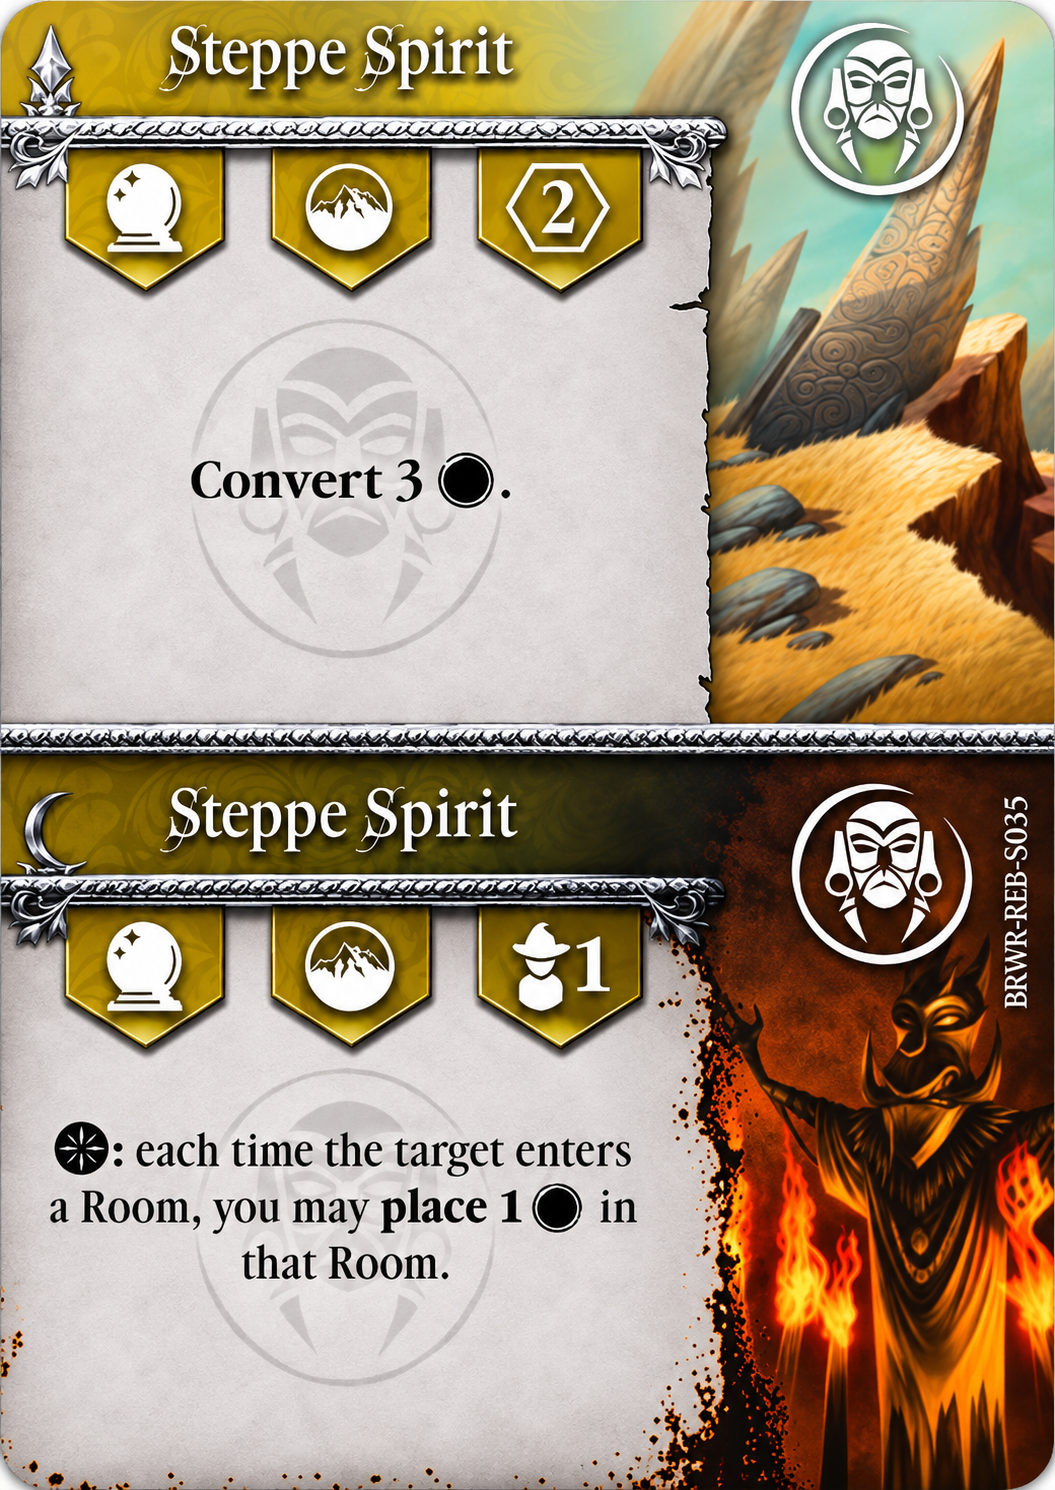 Steppe Spirit
2
Convert 3 .
Steppe Spirit
BRWR-REB-S035
1
: each time the target enters
a Room, you may place 1 in
that Room.